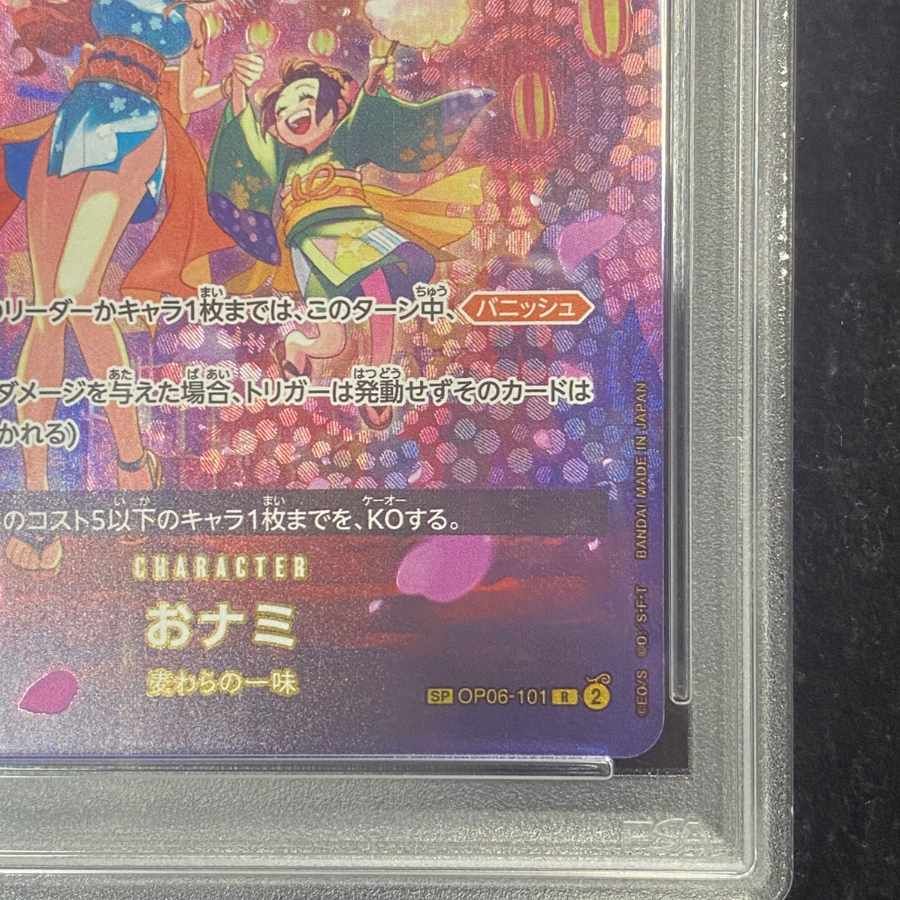 リーダーかキャラ1枚までは、このターン中、バニッシュ
ダメージを与えた場合、トリガーは発動せずそのカードは
かれる)
のコスト5以下のキャラ1枚までを、KOする。
CHARACTER
おナミ
麦わらの一味
SP OP06-101 R 2
©EO/S ©O/S・F・T BANDAI MADE IN JAPAN